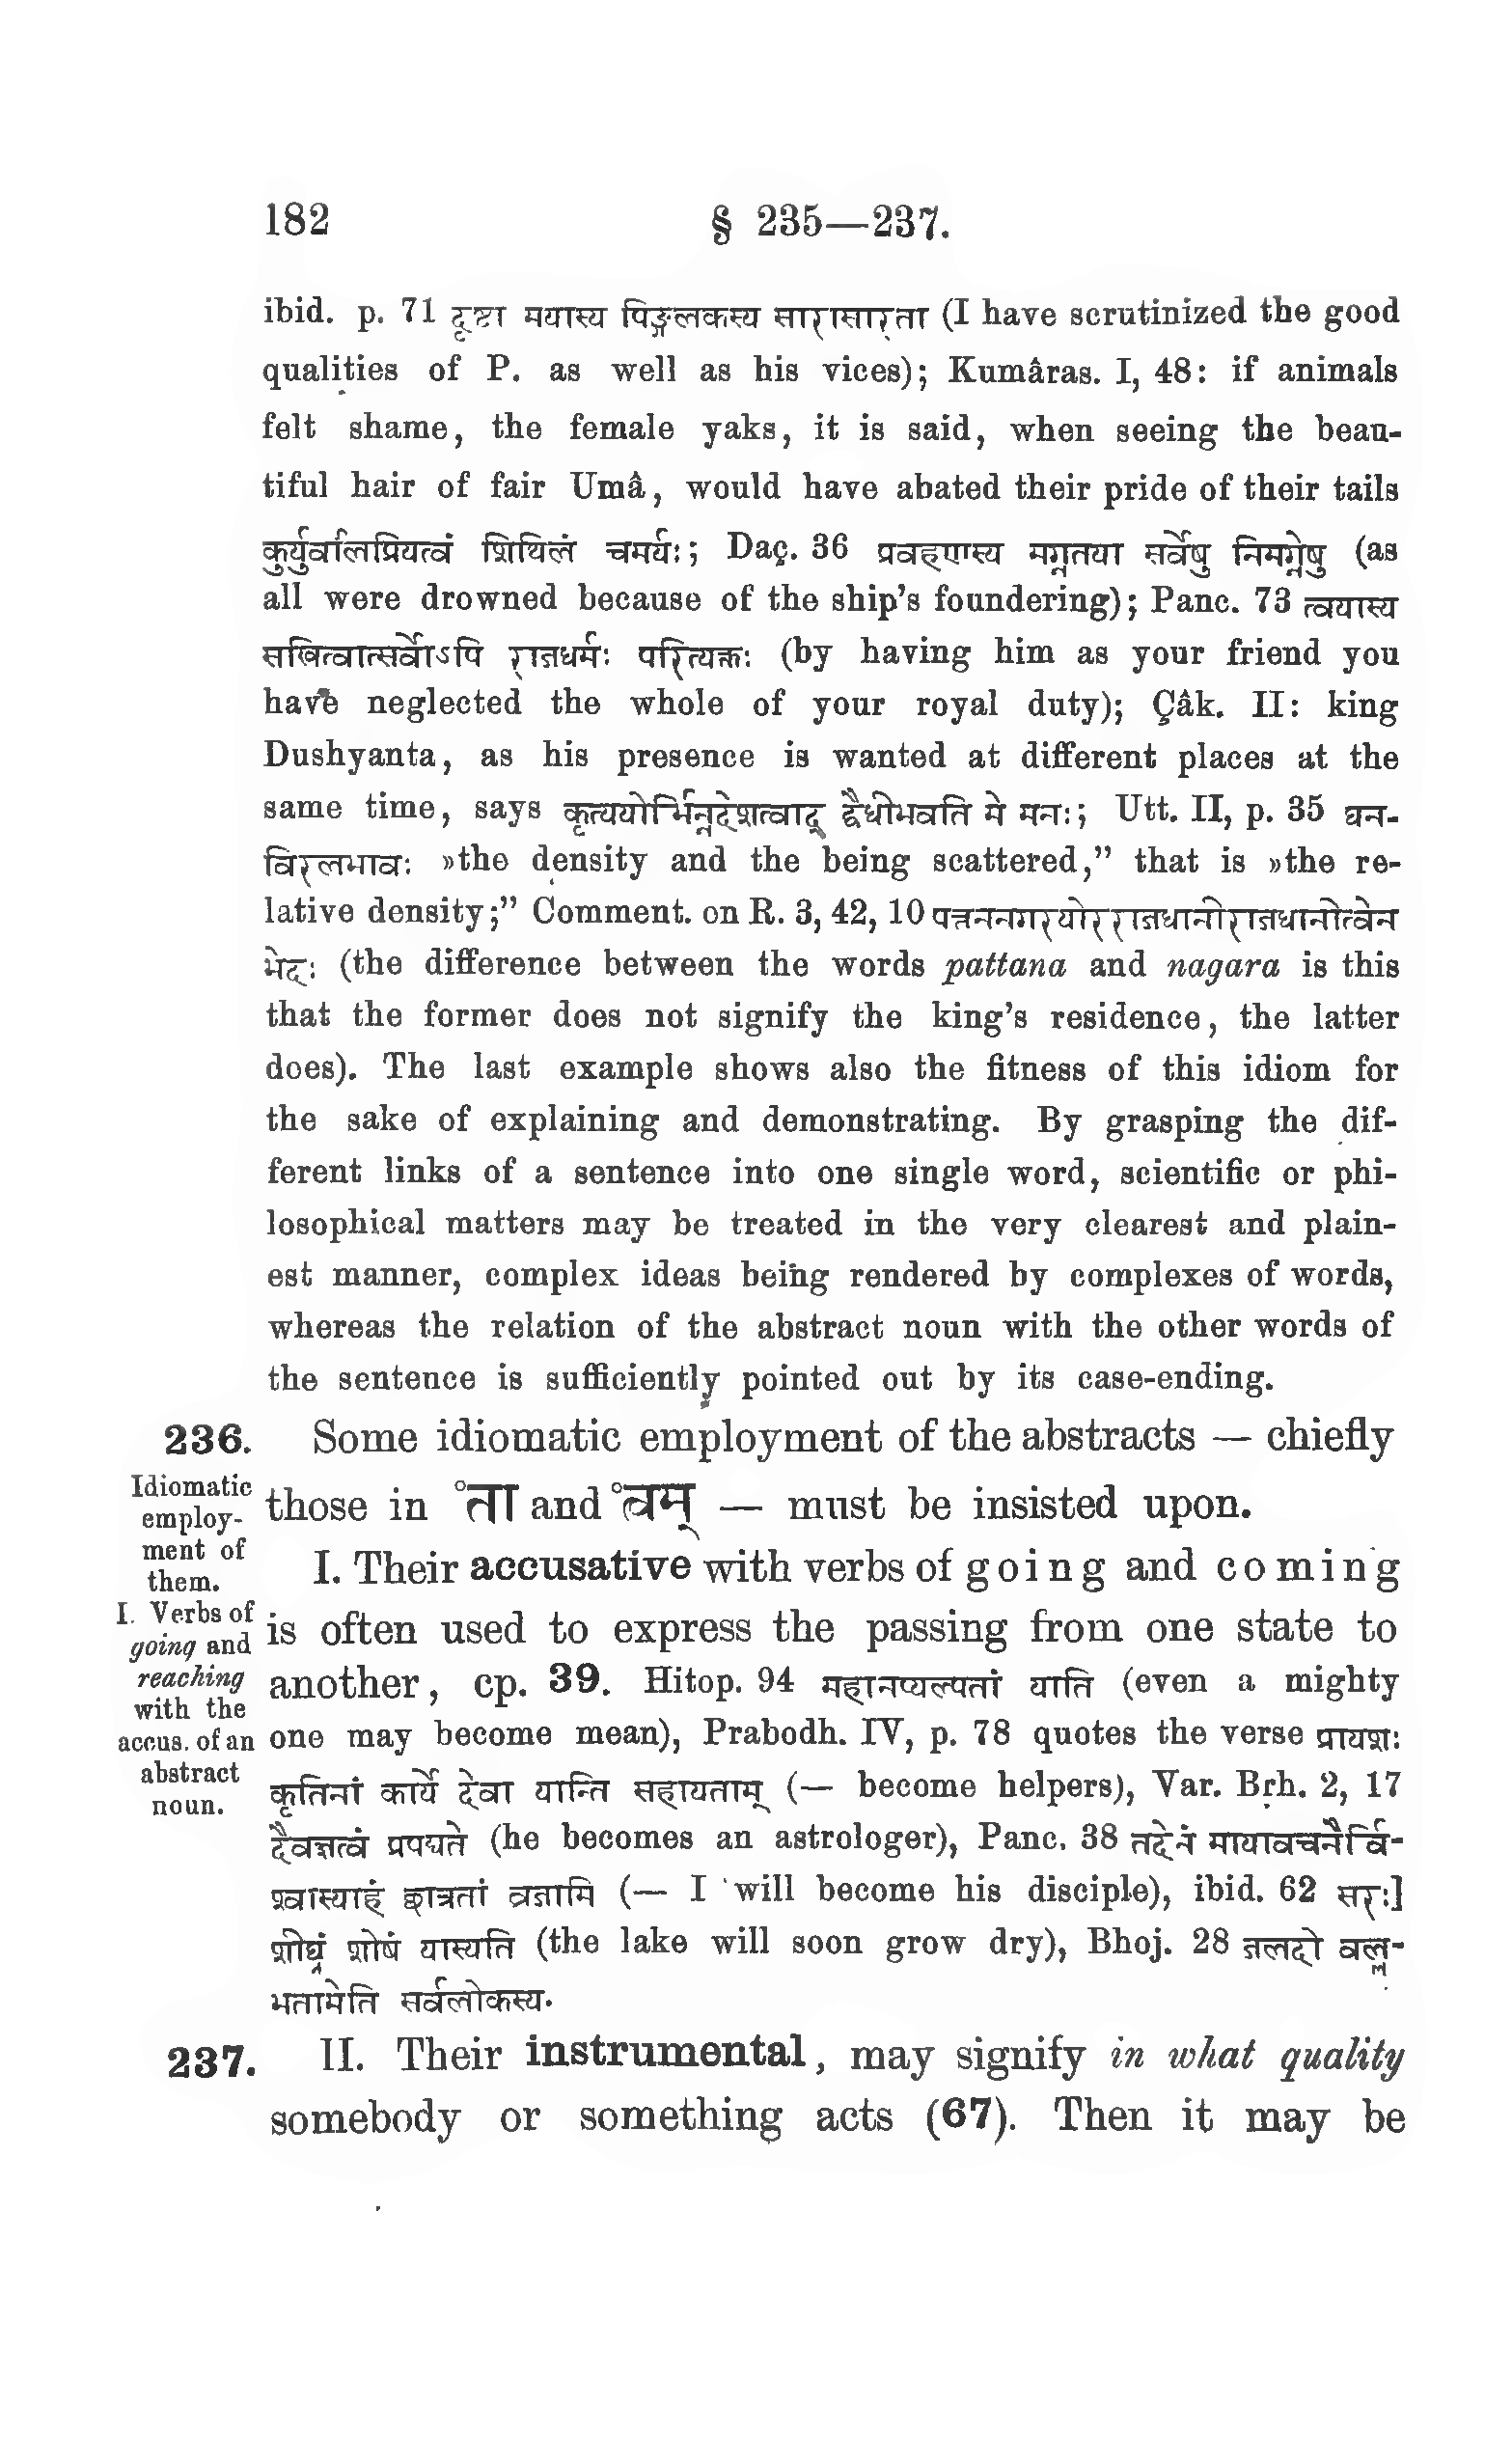 182 § 235—237.
ibid. p. 71 दृष्टा मयास्य पिङ्गलकस्य सारासारता (I have scrutinized the good
qualities of P. as well as his vices); Kumâras. I, 48: if animals
felt shame, the female yaks, it is said, when seeing the beau-
tiful hair of fair Umâ, would have abated their pride of their tails
कुर्युर्वालप्रियत्वं शिथिलं चमर्यः; Daç. 36 प्रवहणस्य मग्नतया सर्वेषु निमग्नेषु (as
all were drowned because of the ship’s foundering); Panc. 73 त्वयास्य
सखित्वात्सर्वोऽपि राजधर्मः परित्यक्तः (by having him as your friend you
have neglected the whole of your royal duty); Çâk. II: king
Dushyanta, as his presence is wanted at different places at the
same time, says कृत्ययोर्भिन्नदेशत्वाद् द्वैधीभवति मे मनः; Utt. II, p. 35 घन-
विरलभावः »the density and the being scattered,” that is »the re-
lative density;” Comment. on R. 3, 42, 10 पत्तननगरयोरराजधानीराजधानीत्वेन
भेदः (the difference between the words pattana and nagara is this
that the former does not signify the king’s residence, the latter
does). The last example shows also the fitness of this idiom for
the sake of explaining and demonstrating. By grasping the dif-
ferent links of a sentence into one single word, scientific or phi-
losophical matters may be treated in the very clearest and plain-
est manner, complex ideas being rendered by complexes of words,
whereas the relation of the abstract noun with the other words of
the sentence is sufficiently pointed out by its case-ending.
236. Some idiomatic employment of the abstracts — chiefly
those in °ता and °त्वम् — must be insisted upon.
Idiomatic
employ-
ment of
them.
I. Verbs of
going and
reaching
with the
accus. of an
abstract
noun.
I. Their accusative with verbs of going and coming
is often used to express the passing from one state to
another, cp. 39. Hitop. 94 महानप्यल्पतां याति (even a mighty
one may become mean), Prabodh. IV, p. 78 quotes the verse प्रायशः
कृतिनां कार्ये देवा यान्ति सहायताम् (— become helpers), Var. Bṛh. 2, 17
दैवज्ञत्वं प्रपद्यते (he becomes an astrologer), Panc. 38 तदेनं मायावचनैर्वि-
श्वास्याहं छात्रतां व्रजामि (— I will become his disciple), ibid. 62 सरः]
शीघ्रं शोषं यास्यति (the lake will soon grow dry), Bhoj. 28 जलदो वल्ल-
भतामेति सर्वलोकस्य.
237. II. Their instrumental, may signify in what quality
somebody or something acts (67). Then it may be